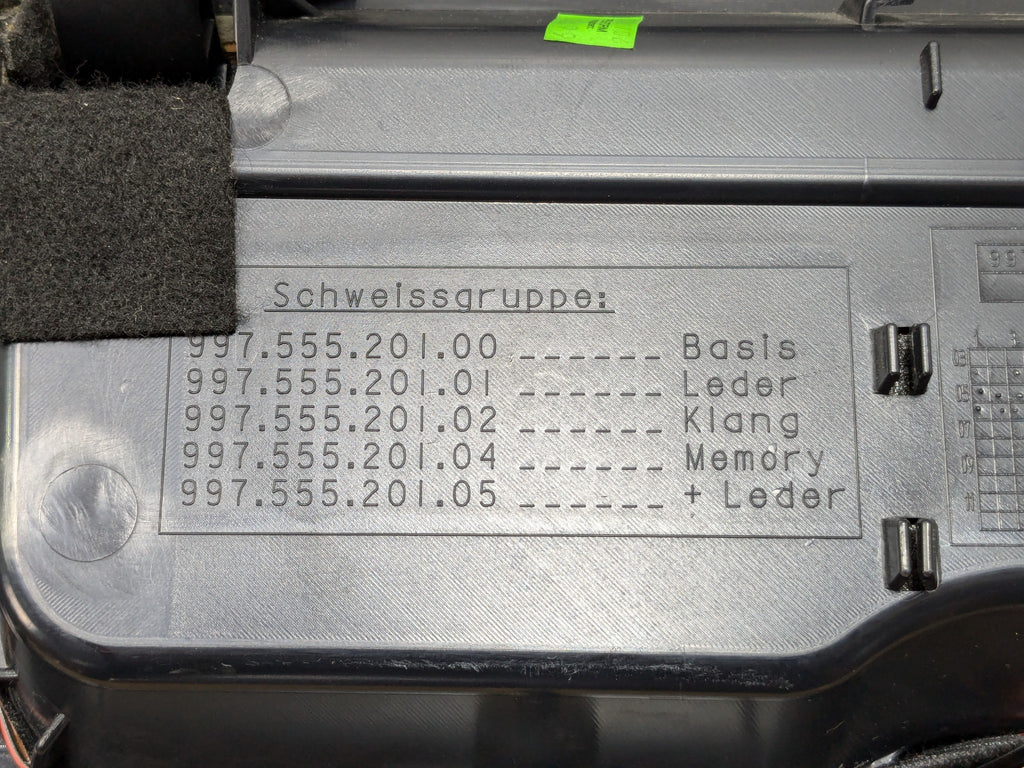 Schweissgruppe:
997.555.201.00 ______ Basis
997.555.201.01 ______ Leder
997.555.201.02 ______ Klang
997.555.201.04 ______ Memory
997.555.201.05 ______ + Leder